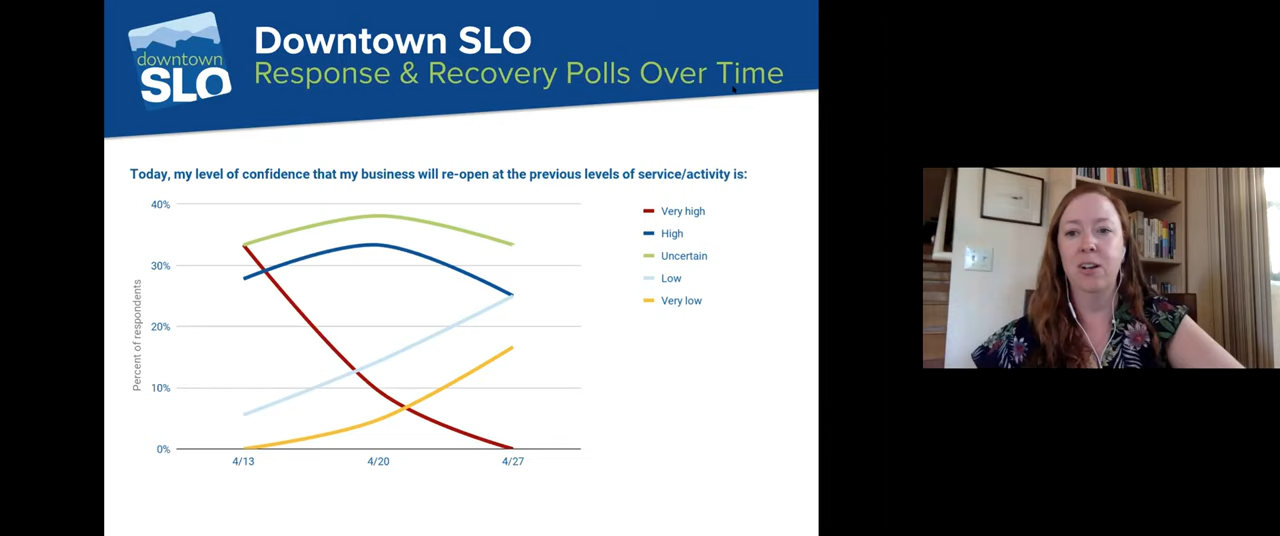 downtown
SLO
Downtown SLO
Response & Recovery Polls Over Time
Today, my level of confidence that my business will re-open at the previous levels of service/activity is:
Percent of respondents
40%
30%
20%
10%
0%
4/13
4/20
4/27
Very high
High
Uncertain
Low
Very low